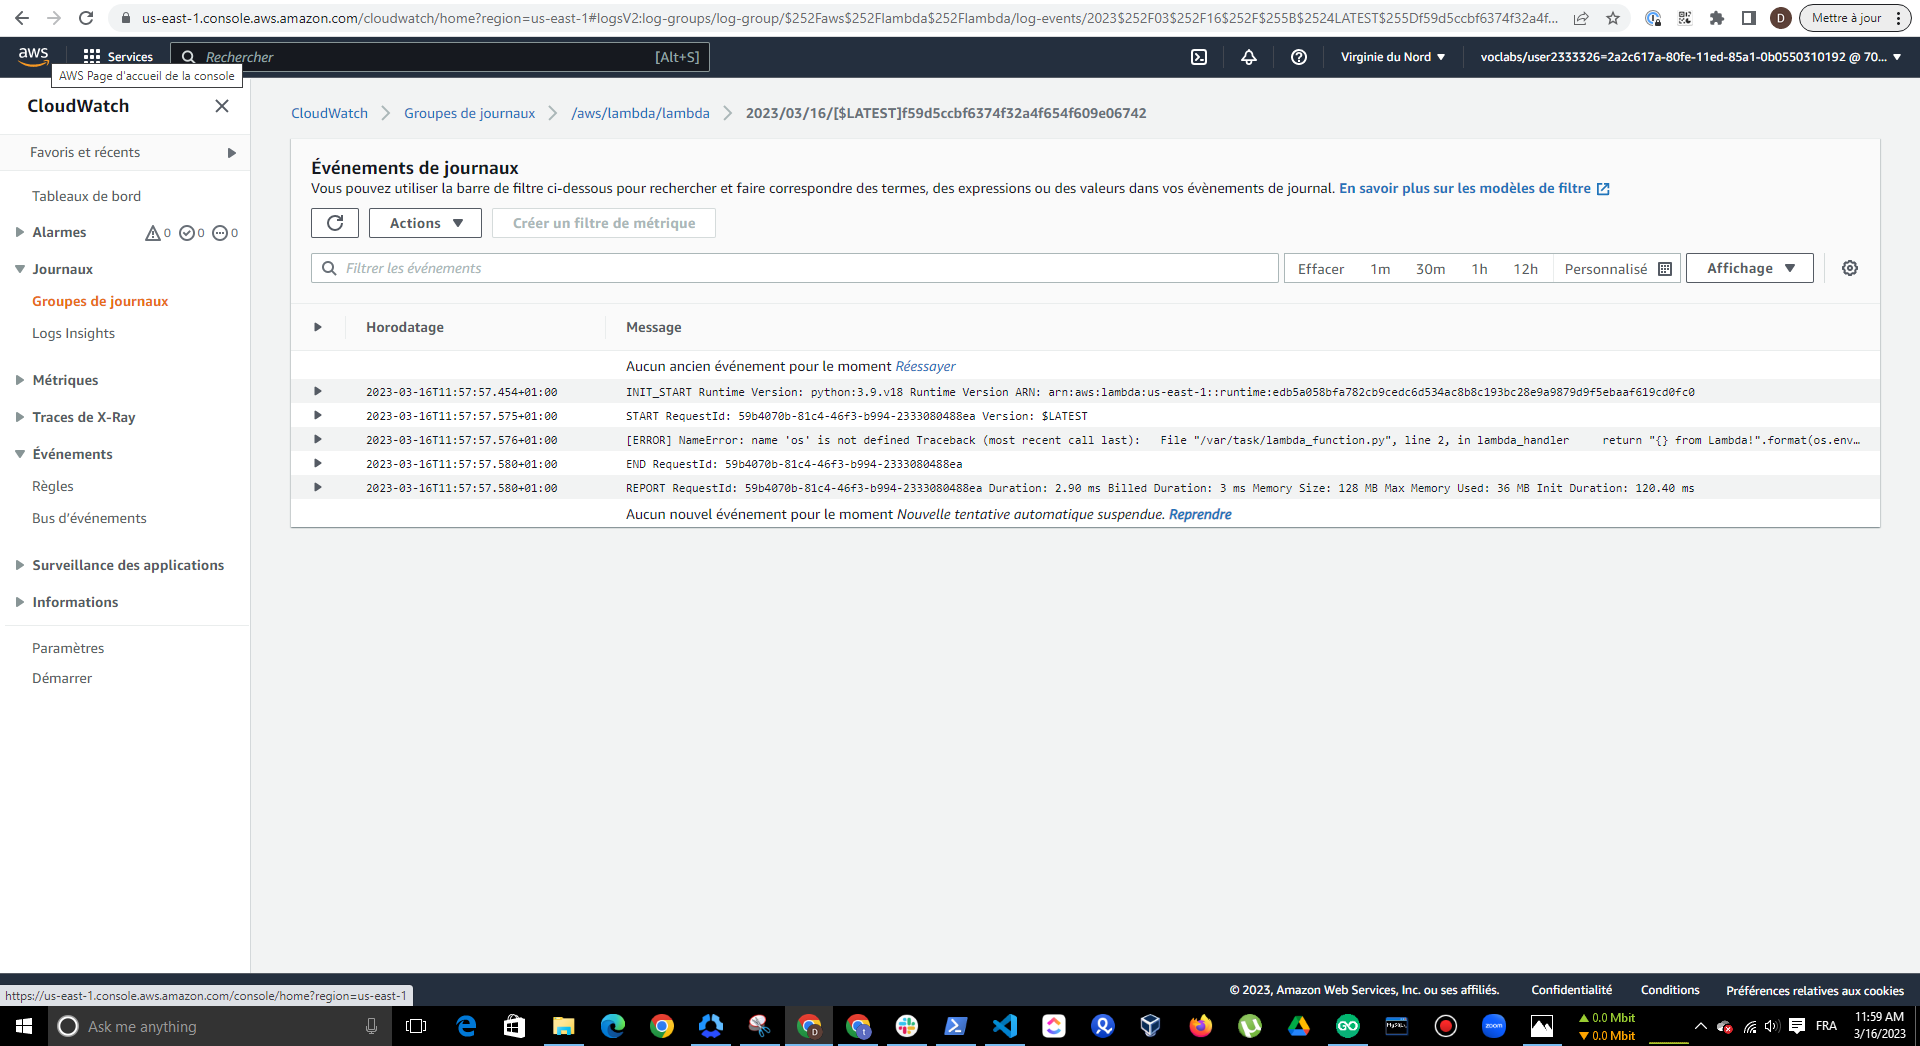 us-east-1.console.aws.amazon.com/cloudwatch/home?region=us-east-1#logsV2:log-groups/log-group/$252Faws$252Flambda$252Flambda/log-events/2023$252F03$252F16$252F$255B$2524LATEST$255Df59d5ccbf6374f32a4f...
D
Mettre à jour
aws
Services
Rechercher
[Alt+S]
Virginie du Nord
voclabs/user2333326=2a2c617a-80fe-11ed-85a1-0b0550310192 @ 70...
AWS Page d'accueil de la console
CloudWatch
Favoris et récents
Tableaux de bord
Alarmes
0
0
0
Journaux
Groupes de journaux
Logs Insights
Métriques
Traces de X-Ray
Événements
Règles
Bus d'événements
Surveillance des applications
Informations
Paramètres
Démarrer
CloudWatch
Groupes de journaux
/aws/lambda/lambda
2023/03/16/[$LATEST]f59d5ccbf6374f32a4f654f609e06742
Événements de journaux
Vous pouvez utiliser la barre de filtre ci-dessous pour rechercher et faire correspondre des termes, des expressions ou des valeurs dans vos évènements de journal. En savoir plus sur les modèles de filtre
Actions
Créer un filtre de métrique
Filtrer les événements
Effacer
1m
30m
1h
12h
Personnalisé
Affichage
Horodatage
Message
Aucun ancien événement pour le moment Réessayer
2023-03-16T11:57:57.454+01:00 INIT_START Runtime Version: python:3.9.v18 Runtime Version ARN: arn:aws:lambda:us-east-1::runtime:edb5a058bfa782cb9cedc6d534ac8b8c193bc28e9a9879d9f5ebaaf619cd0fc0
2023-03-16T11:57:57.575+01:00 START RequestId: 59b4070b-81c4-46f3-b994-2333080488ea Version: $LATEST
2023-03-16T11:57:57.576+01:00 [ERROR] NameError: name 'os' is not defined Traceback (most recent call last): File "/var/task/lambda_function.py", line 2, in lambda_handler return "{} from Lambda!".format(os.env...
2023-03-16T11:57:57.580+01:00 END RequestId: 59b4070b-81c4-46f3-b994-2333080488ea
2023-03-16T11:57:57.580+01:00 REPORT RequestId: 59b4070b-81c4-46f3-b994-2333080488ea Duration: 2.90 ms Billed Duration: 3 ms Memory Size: 128 MB Max Memory Used: 36 MB Init Duration: 120.40 ms
Aucun nouvel événement pour le moment Nouvelle tentative automatique suspendue. Reprendre
https://us-east-1.console.aws.amazon.com/console/home?region=us-east-1
© 2023, Amazon Web Services, Inc. ou ses affiliés.
Confidentialité
Conditions
Préférences relatives aux cookies
Ask me anything
D
t
GO
MySQL
zoom
0.0 Mbit
0.0 Mbit
FRA
11:59 AM
3/16/2023